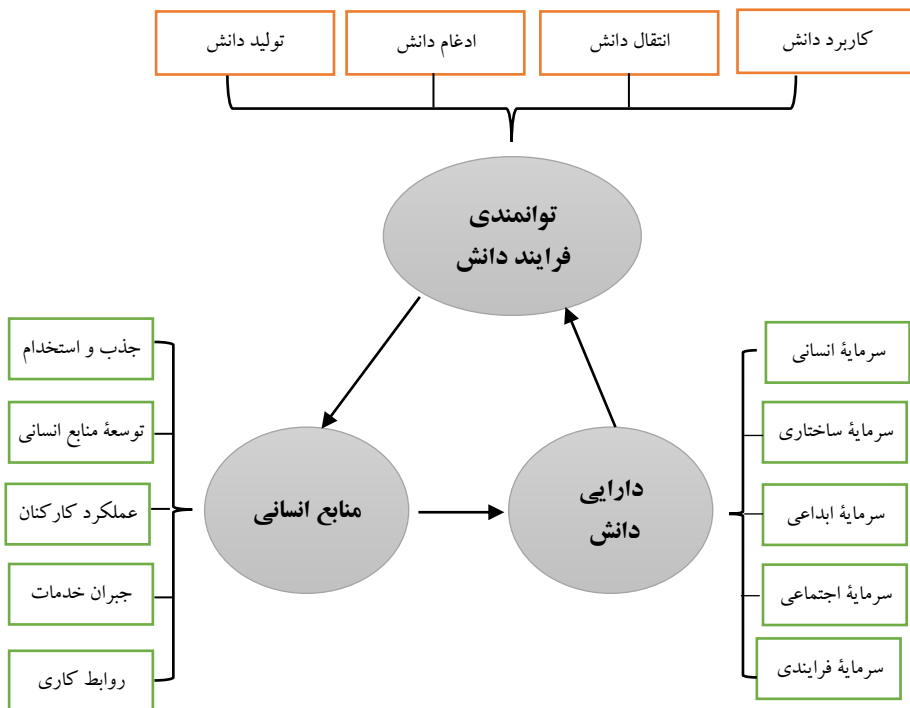 کاربرد دانش
انتقال دانش
ادغام دانش
تولید دانش
توانمندی
فرایند دانش
سرمایهٔ انسانی
سرمایهٔ ساختاری
سرمایهٔ ابداعی
سرمایهٔ اجتماعی
سرمایهٔ فرایندی
دارایی
دانش
منابع انسانی
جذب و استخدام
توسعهٔ منابع انسانی
عملکرد کارکنان
جبران خدمات
روابط کاری